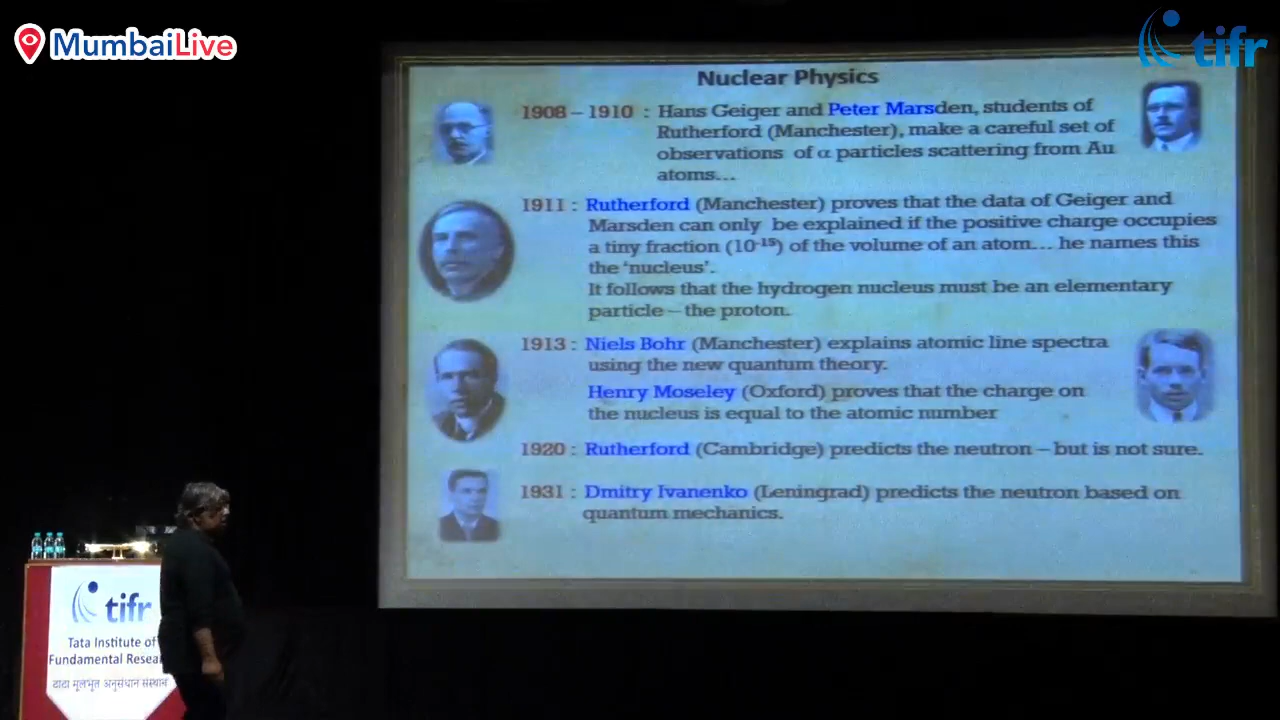 MumbaiLive
tifr
Nuclear Physics
1908 – 1910 : Hans Geiger and Peter Marsden, students of
Rutherford (Manchester), make a careful set of
observations of α particles scattering from Au
atoms...
1911 : Rutherford (Manchester) proves that the data of Geiger and
Marsden can only be explained if the positive charge occupies
a tiny fraction (10⁻¹⁵) of the volume of an atom... he names this
the ‘nucleus’.
It follows that the hydrogen nucleus must be an elementary
particle – the proton.
1913 : Niels Bohr (Manchester) explains atomic line spectra
using the new quantum theory.
Henry Moseley (Oxford) proves that the charge on
the nucleus is equal to the atomic number
1920 : Rutherford (Cambridge) predicts the neutron – but is not sure.
1931 : Dmitry Ivanenko (Leningrad) predicts the neutron based on
quantum mechanics.
tifr
Tata Institute of
Fundamental Resea
टाटा मूलभूत अनुसंधान संस्थान